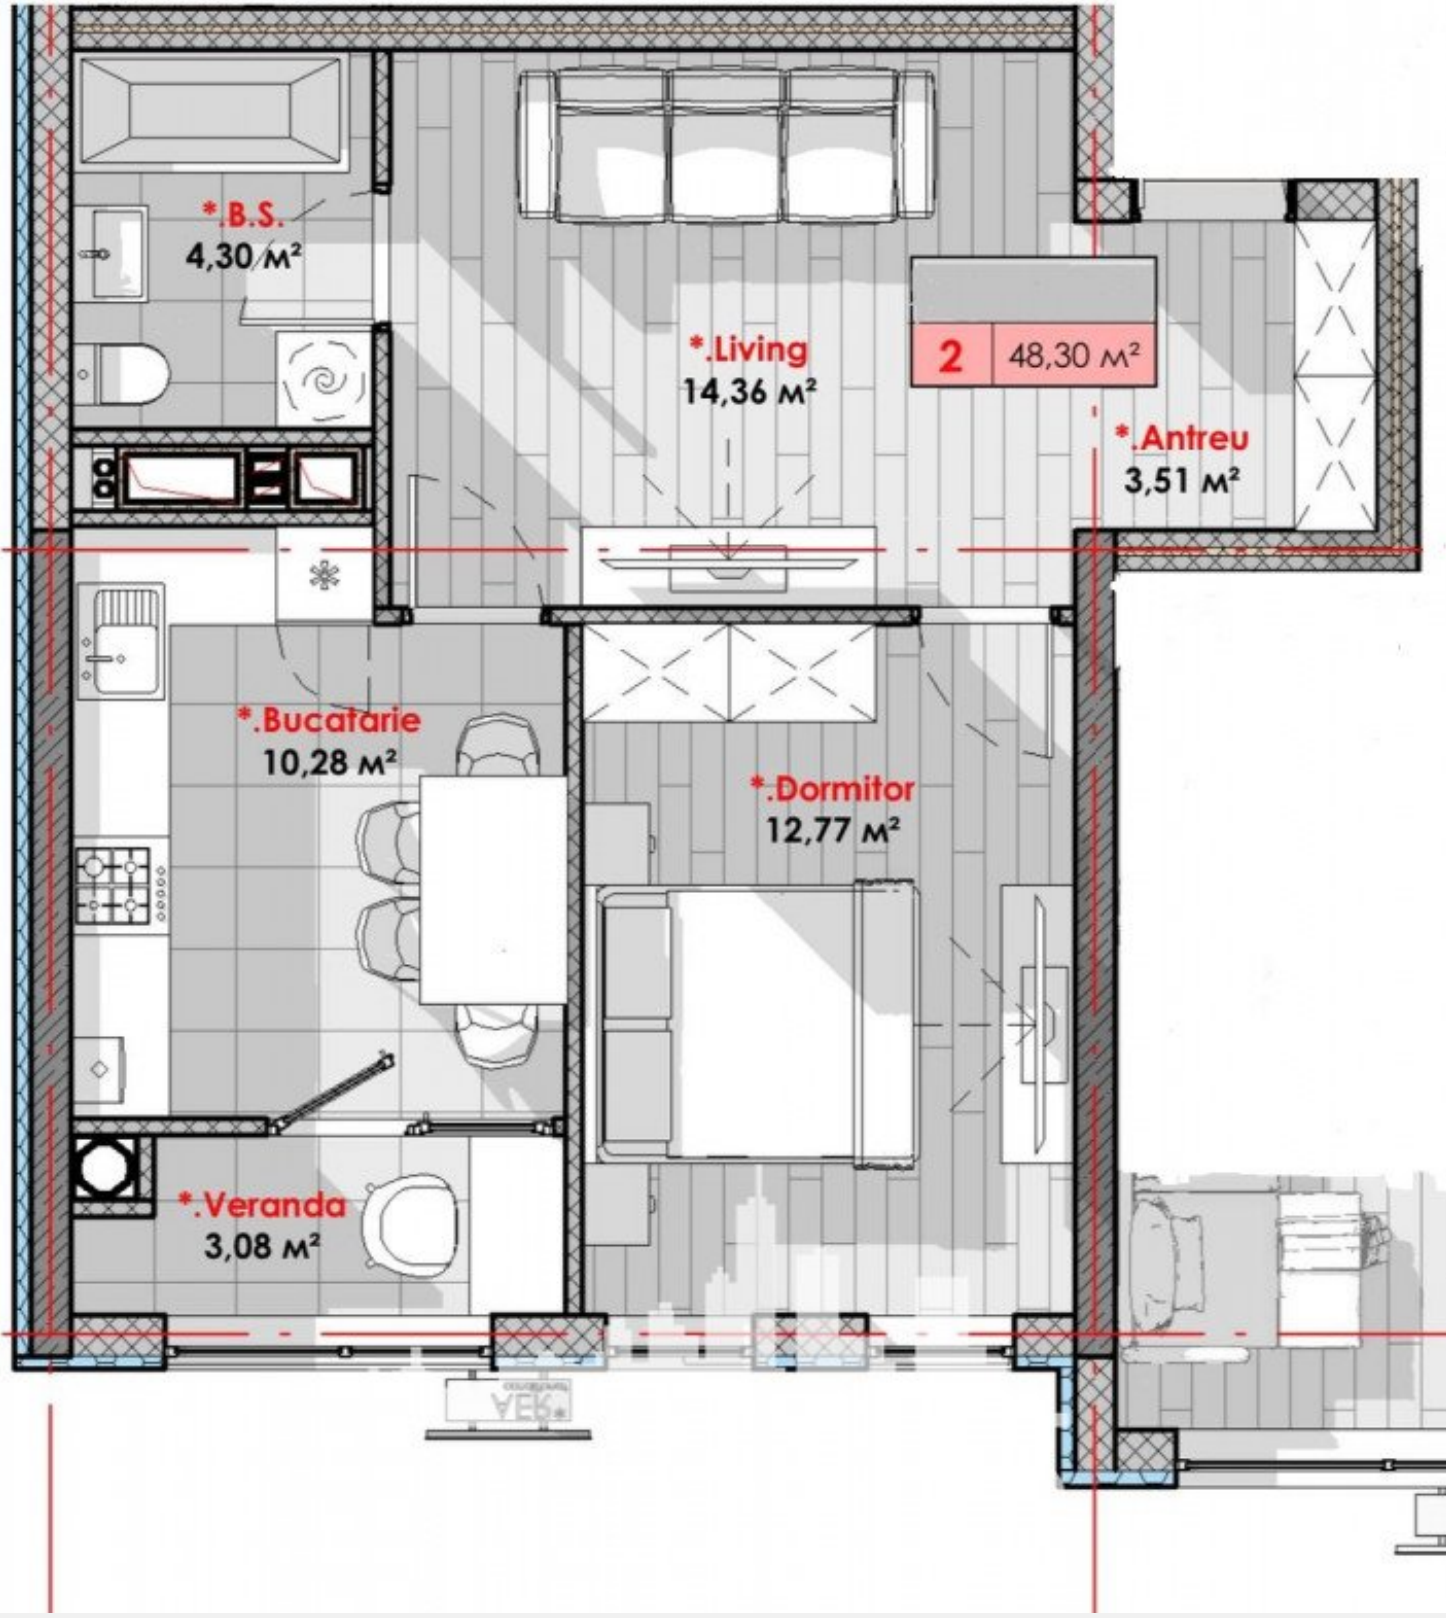 *.B.S.
4,30 м²
*.Living
14,36 м²
2 48,30 м²
*.Antreu
3,51 м²
*.Bucatarie
10,28 м²
*.Dormitor
12,77 м²
*.Veranda
3,08 м²
AER*